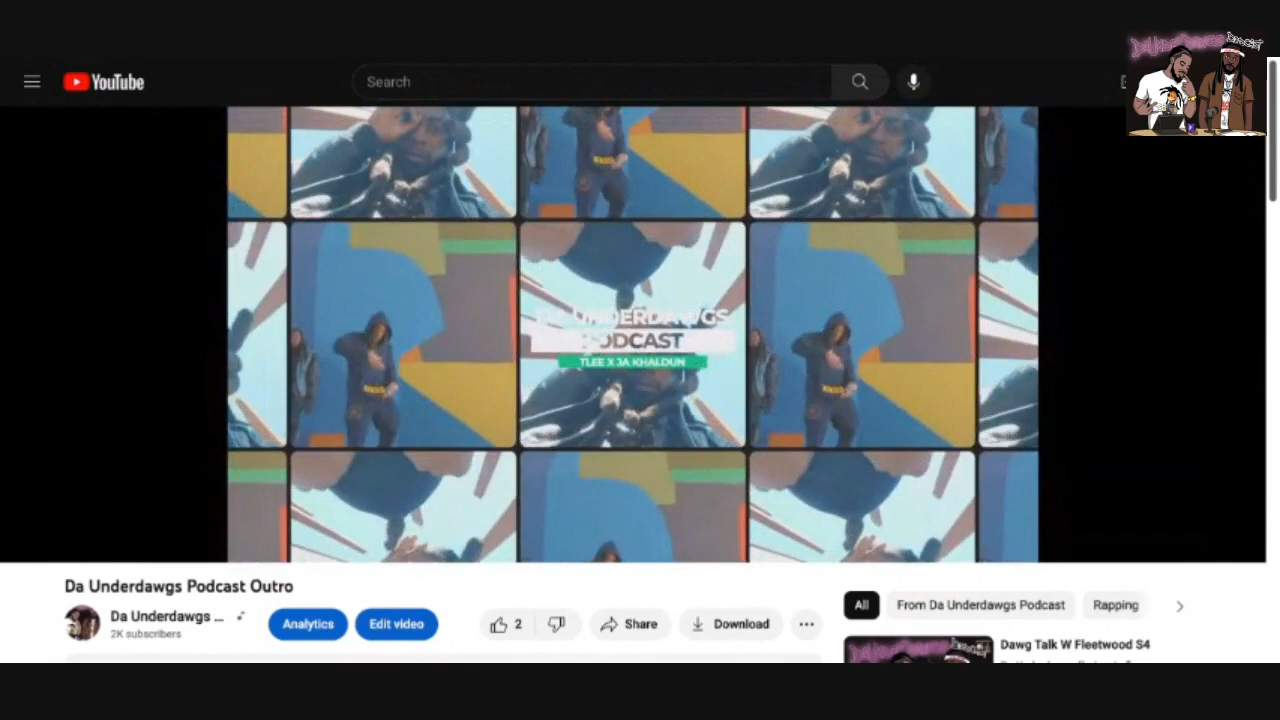 YouTube
Search
DA UNDERDAWGS
PODCAST
TLEE X JA KHALDUN
Da Underdawgs Podcast Outro
Da Underdawgs ...
2K subscribers
Analytics
Edit video
2
Share
Download
All
From Da Underdawgs Podcast
Rapping
Dawg Talk W Fleetwood S4